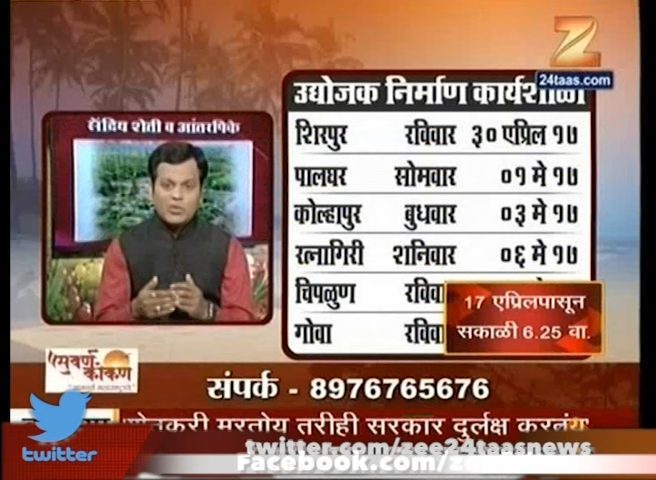 24taas.com
उद्योजक निर्माण कार्यशाळा
सेंद्रिय शेती व आंतरपिके
शिरपुर रविवार ३० एप्रिल १७
पालघर सोमवार ०१ मे १७
कोल्हापुर बुधवार ०३ मे १७
रत्नागिरी शनिवार ०६ मे १७
चिपळुण रविवा
गोवा रविवा
17 एप्रिलपासून
सकाळी 6.25 वा.
सुवर्ण
कोकण
संपर्क - 8976765676
शेतकरी मरतोय तरीही सरकार दुर्लक्ष करतंय
twitter
twitter.com/zee24taasnews
Facebook.com/ze